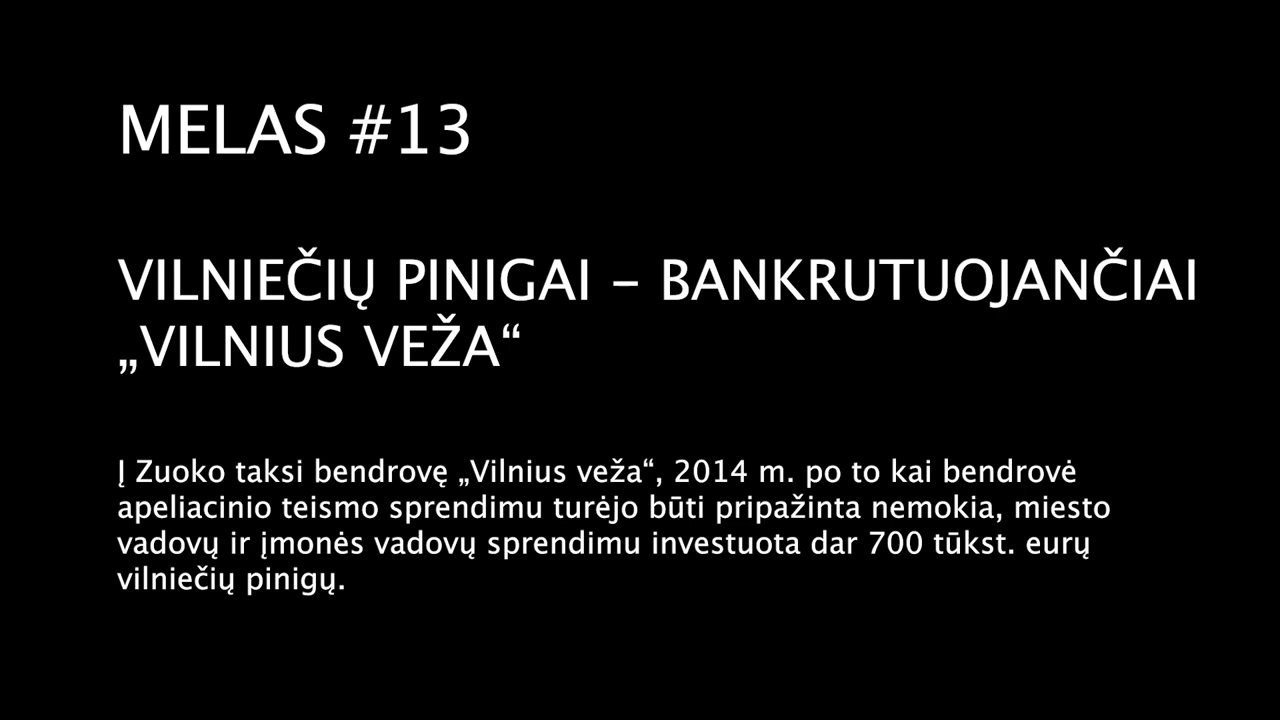 MELAS #13
VILNIEČIŲ PINIGAI – BANKRUTUOJANČIAI
„VILNIUS VEŽA“
Į Zuoko taksi bendrovę „Vilnius veža“, 2014 m. po to kai bendrovė
apeliacinio teismo sprendimu turėjo būti pripažinta nemokia, miesto
vadovų ir įmonės vadovų sprendimu investuota dar 700 tūkst. eurų
vilniečių pinigų.